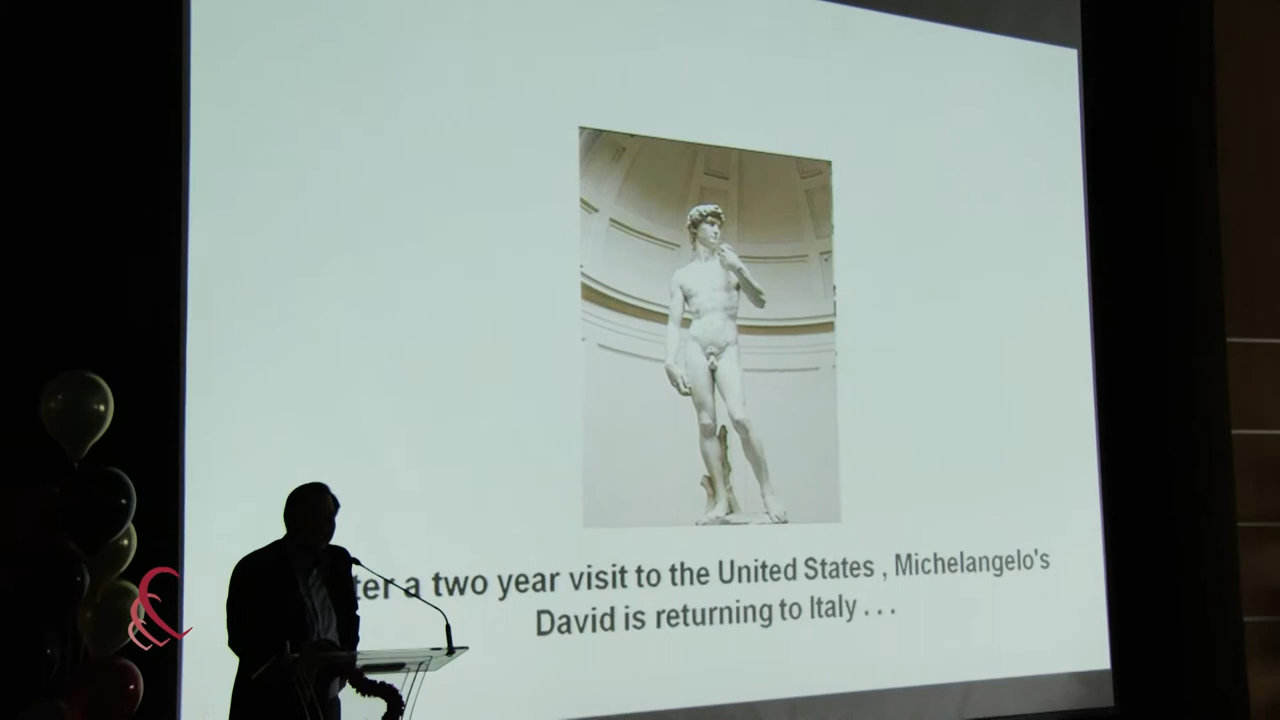 ter a two year visit to the United States , Michelangelo's
David is returning to Italy . . .